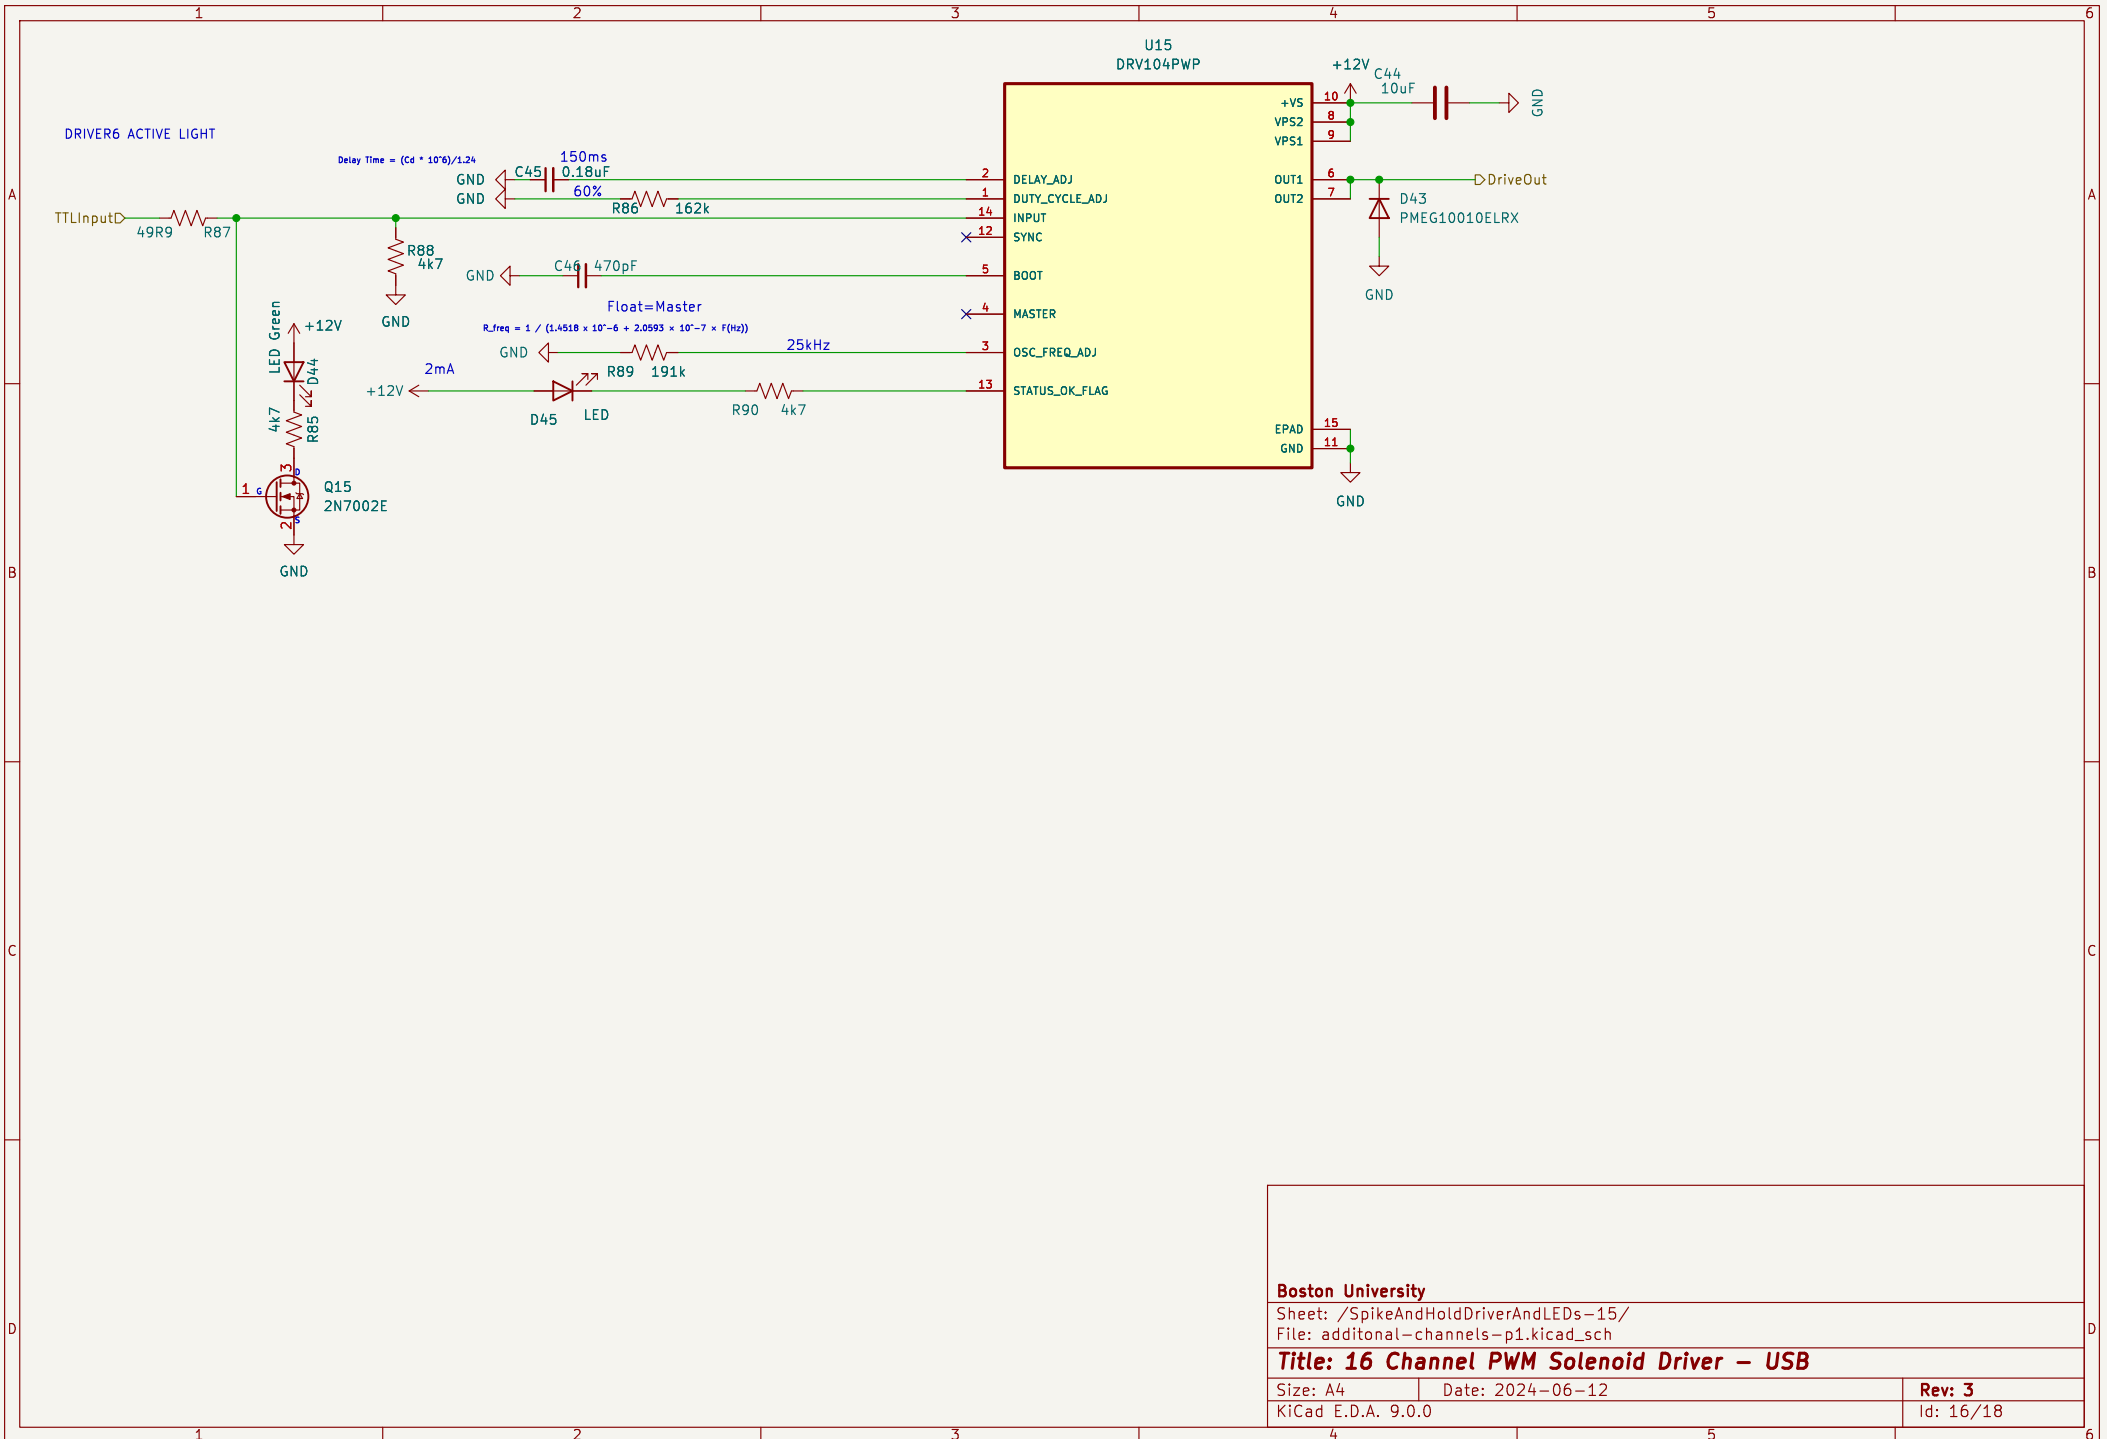 1 2 3 4 5 6
U15
DRV104PWP
+12V
C44
10uF
GND
DRIVER6 ACTIVE LIGHT
Delay Time = (Cd * 10^6)/1.24
150ms
GND C45 0.18uF
60%
GND R86 162k
TTLInput 49R9 R87
R88
4k7
GND
GND C46 470pF
Float=Master
R_freq = 1 / (1.4518 x 10^-6 + 2.0593 × 10^-7 × F(Hz))
25kHz
GND R89 191k
2mA
+12V D45 LED R90 4k7
LED Green
+12V
D44
4k7
R85
3 D
1 G
2 S
Q15
2N7002E
GND
2 DELAY_ADJ
1 DUTY_CYCLE_ADJ
14 INPUT
12 SYNC
5 BOOT
4 MASTER
3 OSC_FREQ_ADJ
13 STATUS_OK_FLAG
+VS 10
VPS2 8
VPS1 9
OUT1 6
OUT2 7
EPAD 15
GND 11
GND
DriveOut
D43
PMEG10010ELRX
GND
A A
B B
C C
D D
Boston University
Sheet: /SpikeAndHoldDriverAndLEDs-15/
File: additonal-channels-p1.kicad_sch
Title: 16 Channel PWM Solenoid Driver - USB
Size: A4 Date: 2024-06-12 Rev: 3
KiCad E.D.A. 9.0.0 Id: 16/18
1 2 3 4 5 6